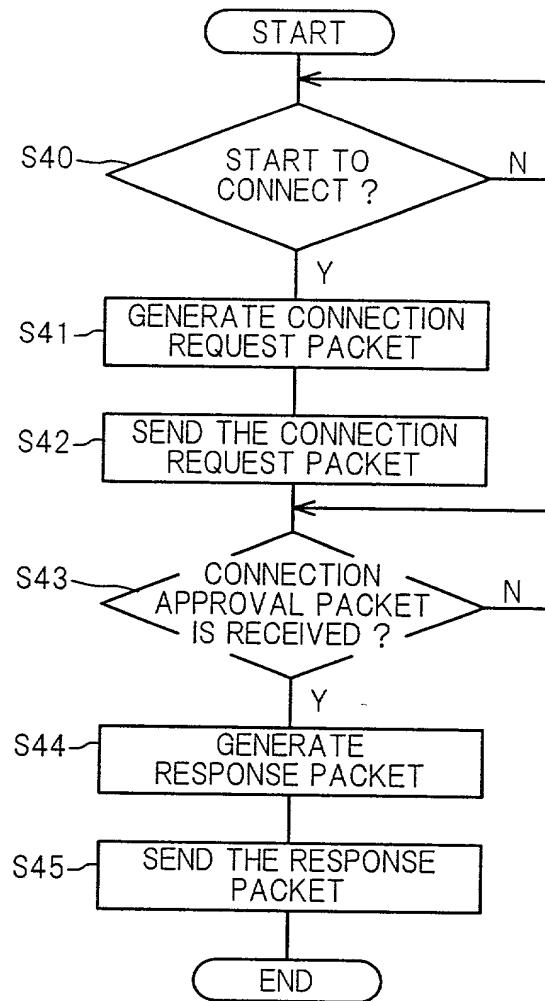 START
S40
START TO
CONNECT ?
N
Y
S41
GENERATE CONNECTION
REQUEST PACKET
S42
SEND THE CONNECTION
REQUEST PACKET
S43
CONNECTION
APPROVAL PACKET
IS RECEIVED ?
N
Y
S44
GENERATE
RESPONSE PACKET
S45
SEND THE RESPONSE
PACKET
END